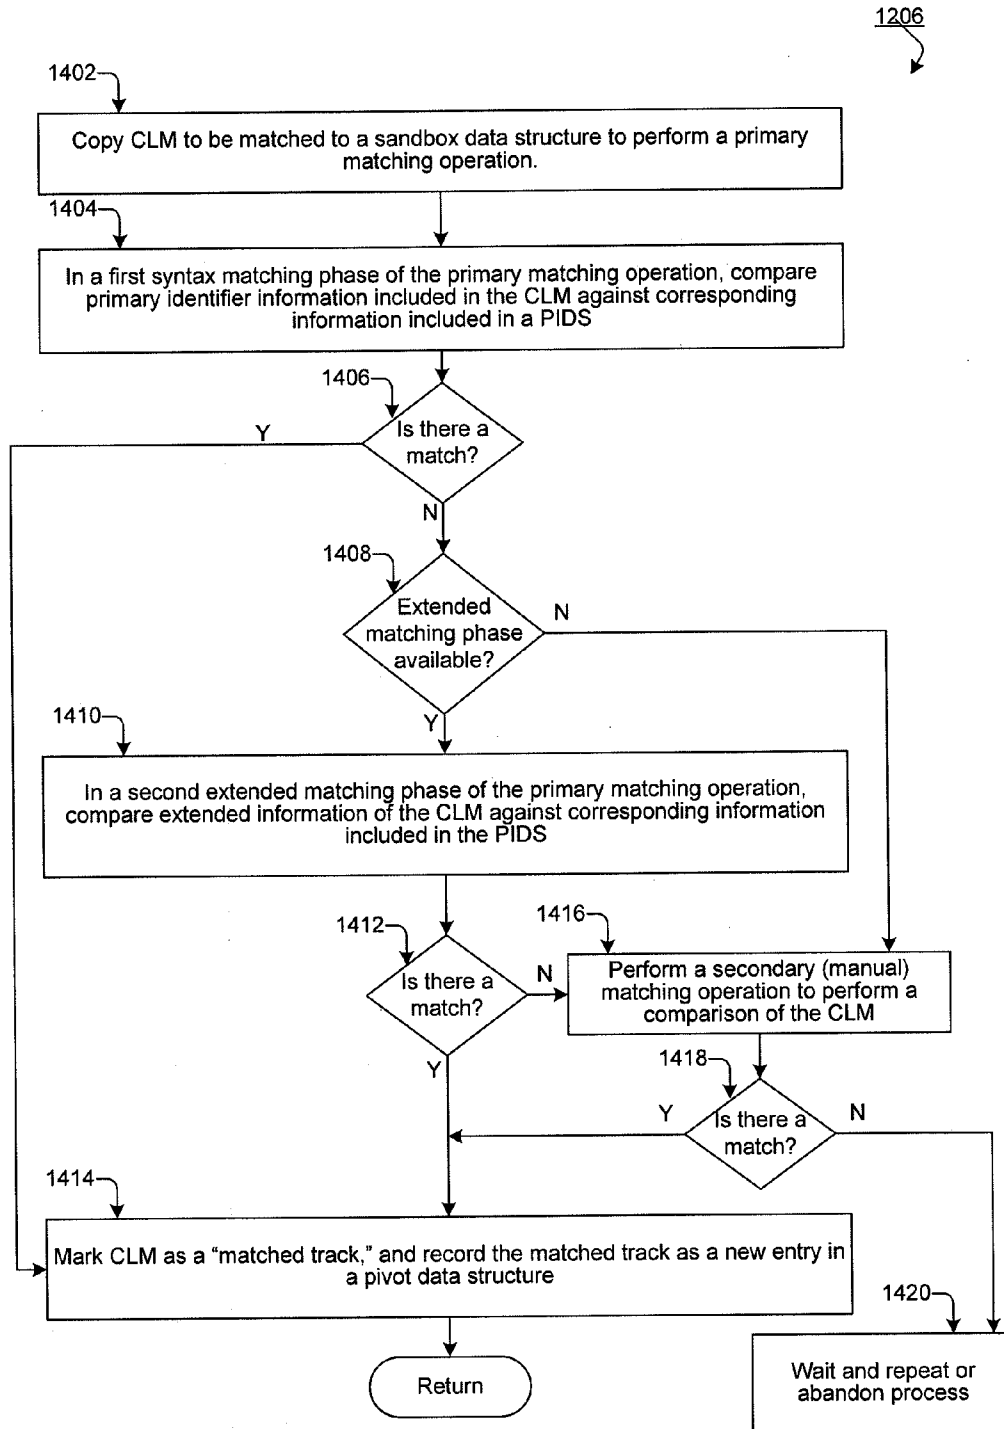 1206
1402
Copy CLM to be matched to a sandbox data structure to perform a primary
matching operation.
1404
In a first syntax matching phase of the primary matching operation, compare
primary identifier information included in the CLM against corresponding
information included in a PIDS
1406
Is there a
match?
Y
N
1408
Extended
matching phase
available?
N
Y
1410
In a second extended matching phase of the primary matching operation,
compare extended information of the CLM against corresponding information
included in the PIDS
1412
Is there a
match?
N
Y
1416
Perform a secondary (manual)
matching operation to perform a
comparison of the CLM
1418
Is there a
match?
Y
N
1414
Mark CLM as a “matched track,” and record the matched track as a new entry in
a pivot data structure
1420
Wait and repeat or
abandon process
Return